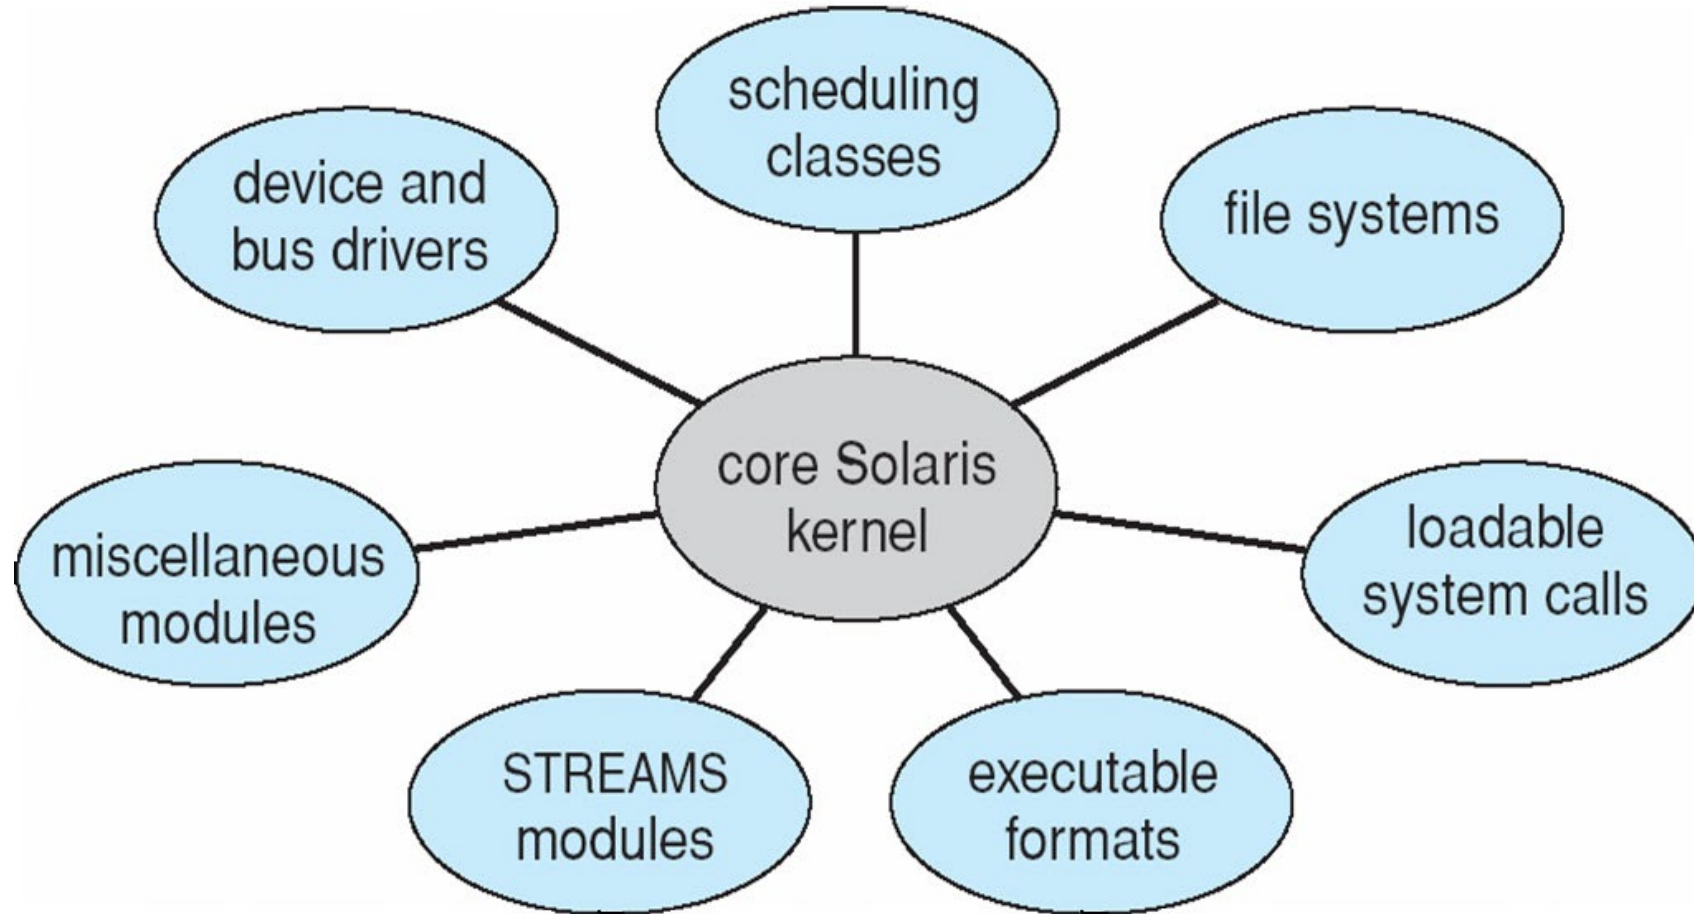 scheduling
classes
device and
bus drivers
file systems
core Solaris
kernel
miscellaneous
modules
loadable
system calls
STREAMS
modules
executable
formats